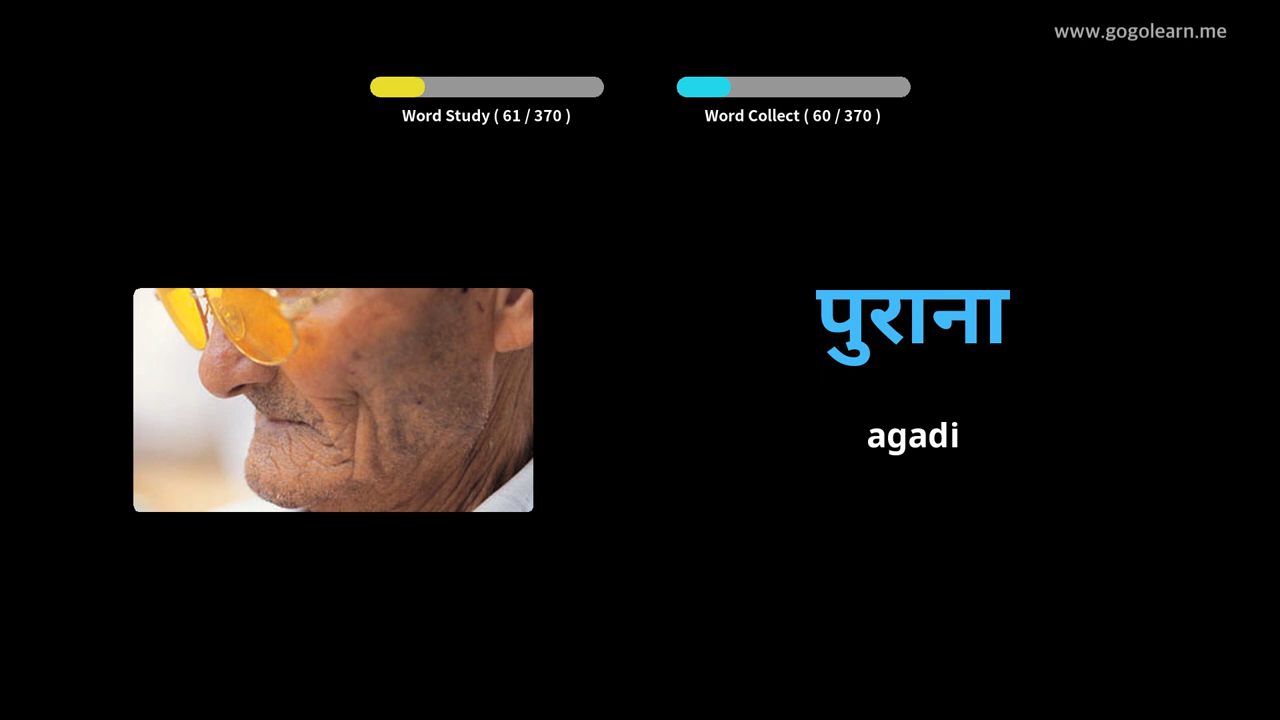 www.gogolearn.me
Word Study ( 61 / 370 )
Word Collect ( 60 / 370 )
पुराना
agadi